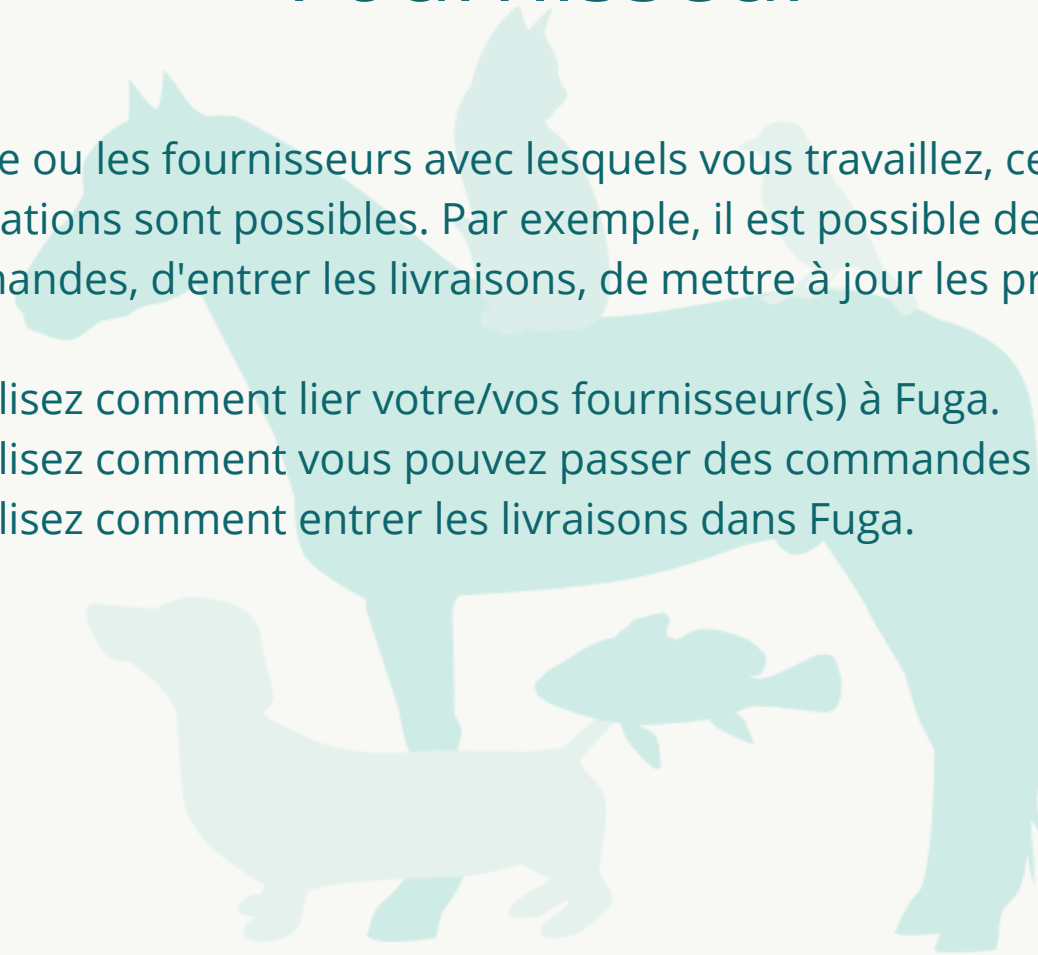 Fournisseur
e ou les fournisseurs avec lesquels vous travaillez, ce
ations sont possibles. Par exemple, il est possible de
andes, d'entrer les livraisons, de mettre à jour les pr
lisez comment lier votre/vos fournisseur(s) à Fuga.
lisez comment vous pouvez passer des commandes
lisez comment entrer les livraisons dans Fuga.